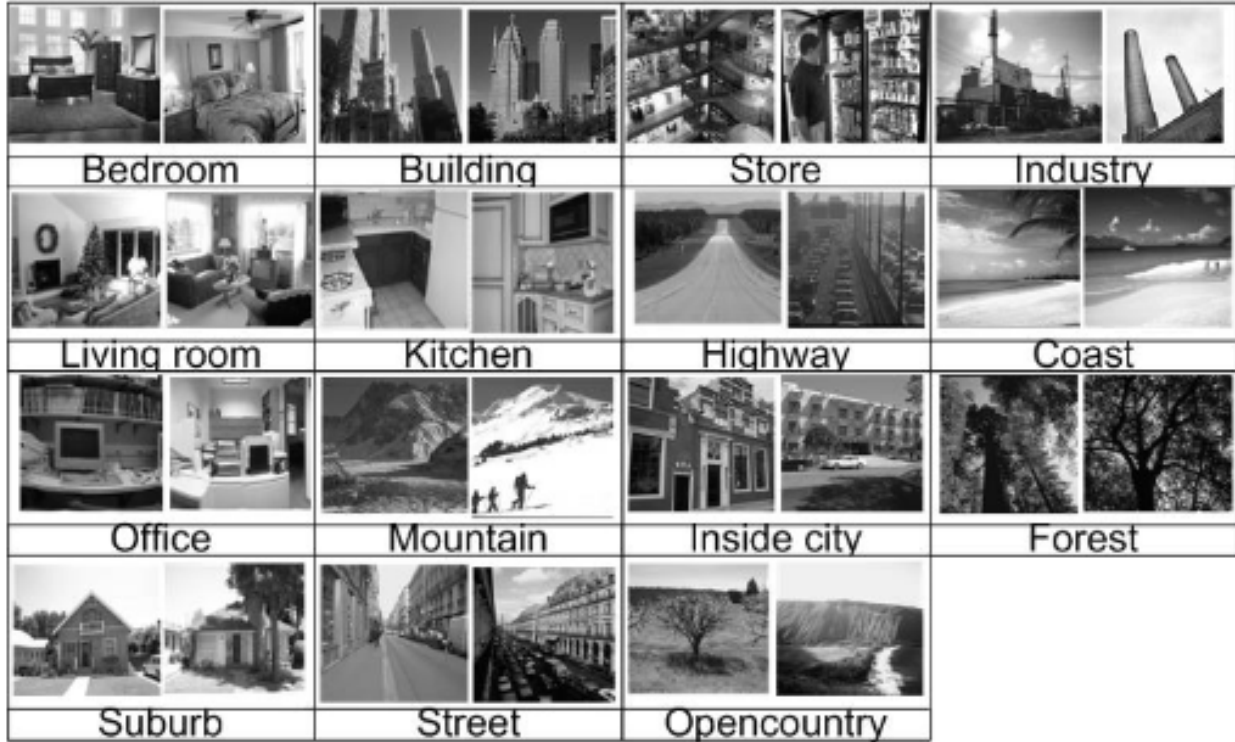 Bedroom
Building
Store
Industry
Living room
Kitchen
Highway
Coast
Office
Mountain
Inside city
Forest
Suburb
Street
Opencountry